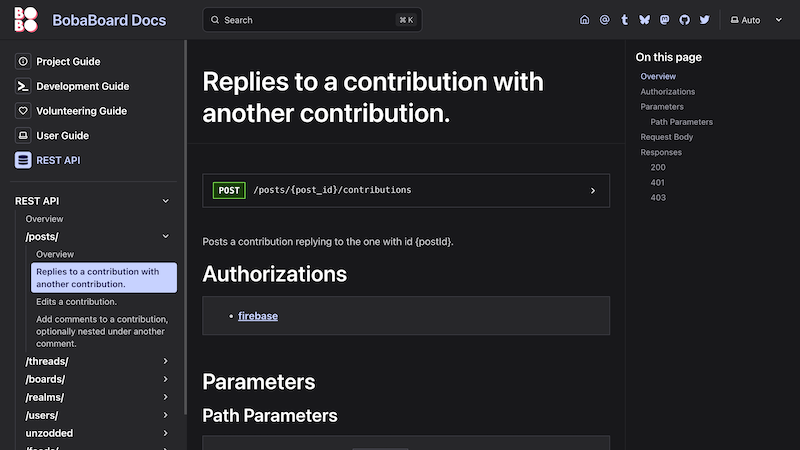 BO
BO
BobaBoard Docs
Search
⌘ K
Auto
Project Guide
Development Guide
Volunteering Guide
User Guide
REST API
REST API
Overview
/posts/
Overview
Replies to a contribution with
another contribution.
Edits a contribution.
Add comments to a contribution,
optionally nested under another
comment.
/threads/
/boards/
/realms/
/users/
unzodded
Replies to a contribution with
another contribution.
POST /posts/{post_id}/contributions
Posts a contribution replying to the one with id {postId}.
Authorizations
• firebase
Parameters
Path Parameters
On this page
Overview
Authorizations
Parameters
Path Parameters
Request Body
Responses
200
401
403